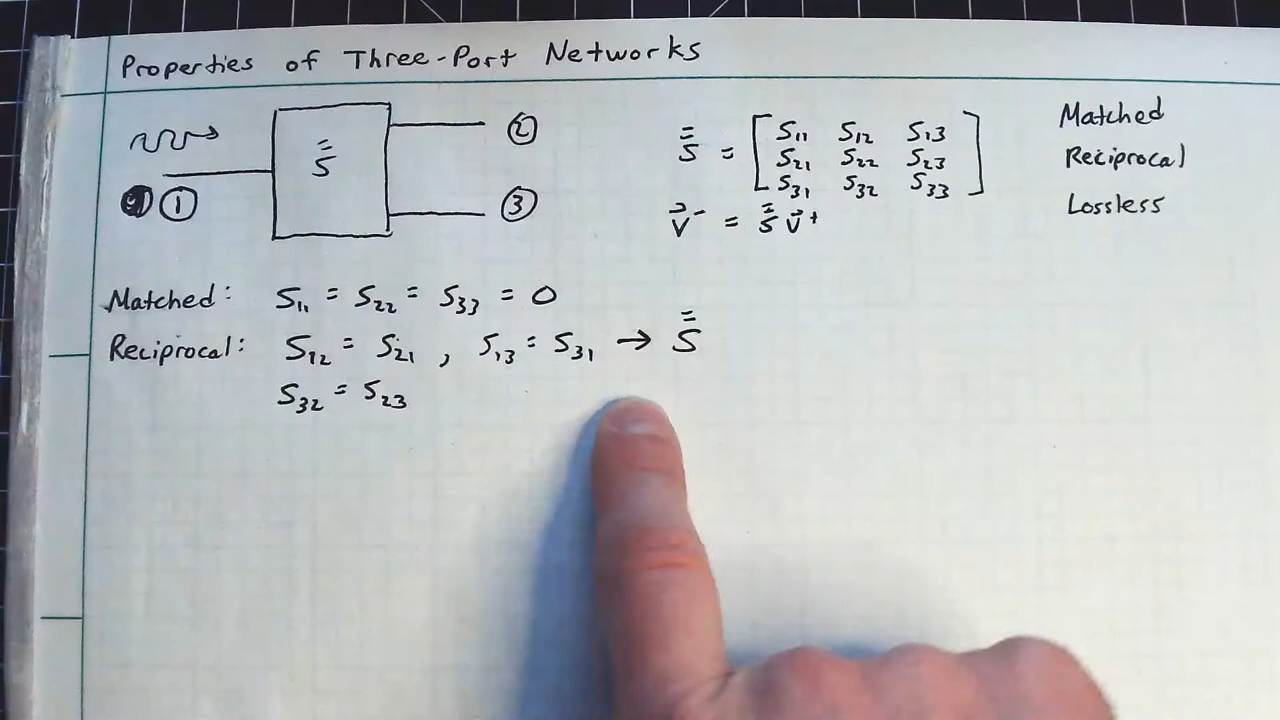 Properties of Three-Port Networks
② S̿ = [S₁₁ S₁₂ S₁₃ Matched
S̿ S₂₁ S₂₂ S₂₃ Reciprocal
① ③ S₃₁ S₃₂ S₃₃] Lossless
V⃗⁻ = S̿ V⃗⁺
Matched: S₁₁ = S₂₂ = S₃₃ = 0
Reciprocal: S₁₂ = S₂₁ , S₁₃ = S₃₁ → S̿
S₃₂ = S₂₃